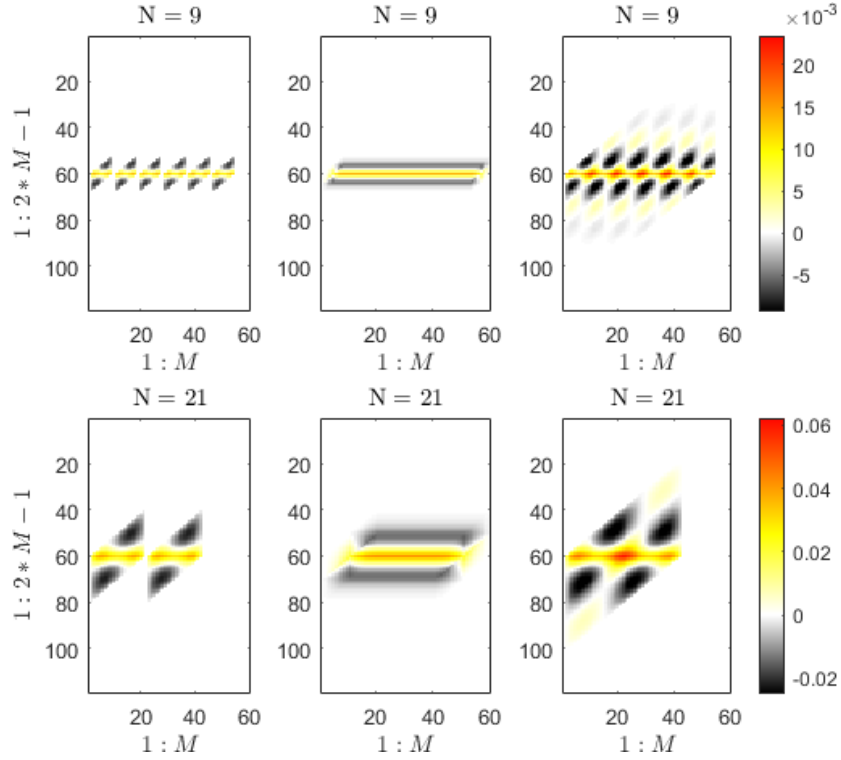 N = 9 N = 9 N = 9 ×10⁻³
20 20 20 20
40 40 40 15
1 : 2 * M − 1 60 60 60 10
5
80 80 80 0
100 100 100 -5
20 40 60 20 40 60 20 40 60
1 : M 1 : M 1 : M
N = 21 N = 21 N = 21
0.06
20 20 20
40 40 40 0.04
1 : 2 * M − 1 60 60 60 0.02
80 80 80 0
100 100 100 -0.02
20 40 60 20 40 60 20 40 60
1 : M 1 : M 1 : M